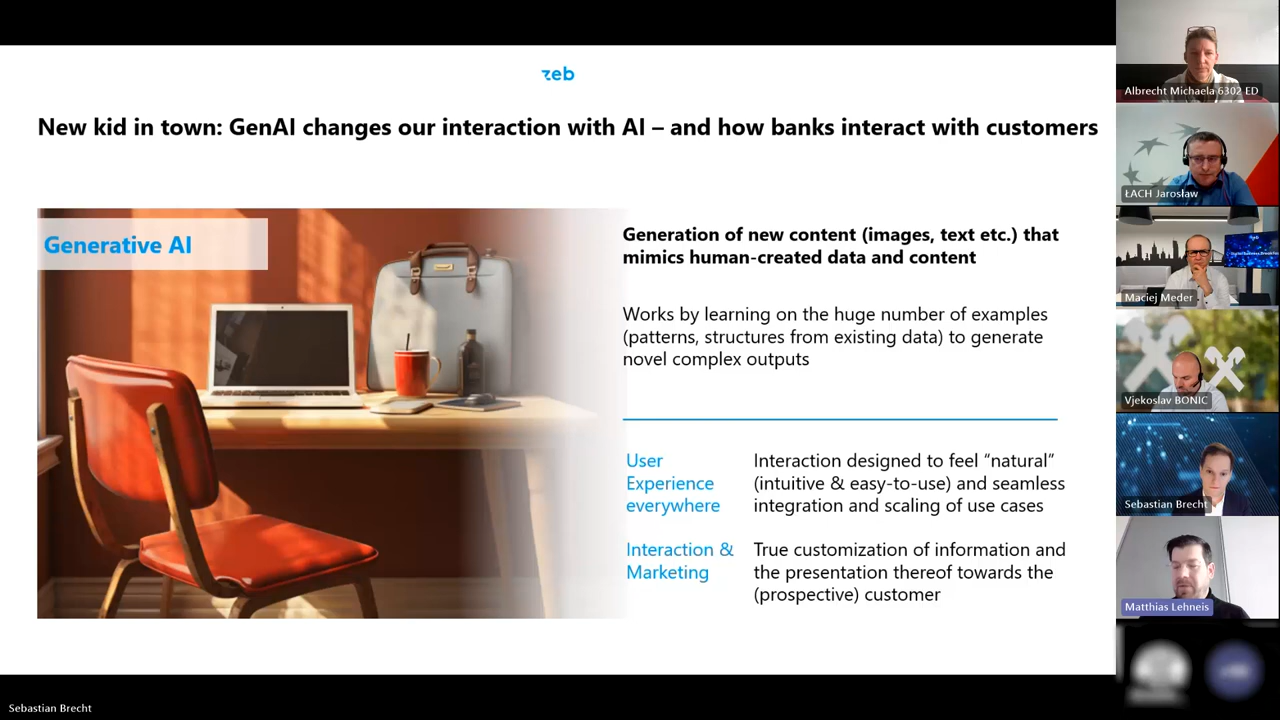 zeb
New kid in town: GenAI changes our interaction with AI – and how banks interact with customers
Generative AI
Generation of new content (images, text etc.) that
mimics human-created data and content
Works by learning on the huge number of examples
(patterns, structures from existing data) to generate
novel complex outputs
User
Experience
everywhere
Interaction designed to feel “natural”
(intuitive & easy-to-use) and seamless
integration and scaling of use cases
Interaction &
Marketing
True customization of information and
the presentation thereof towards the
(prospective) customer
Albrecht Michaela 6302 ED
ŁACH Jarosław
Maciej Meder
Vjekoslav BONIC
Sebastian Brecht
Matthias Lehneis
Sebastian Brecht